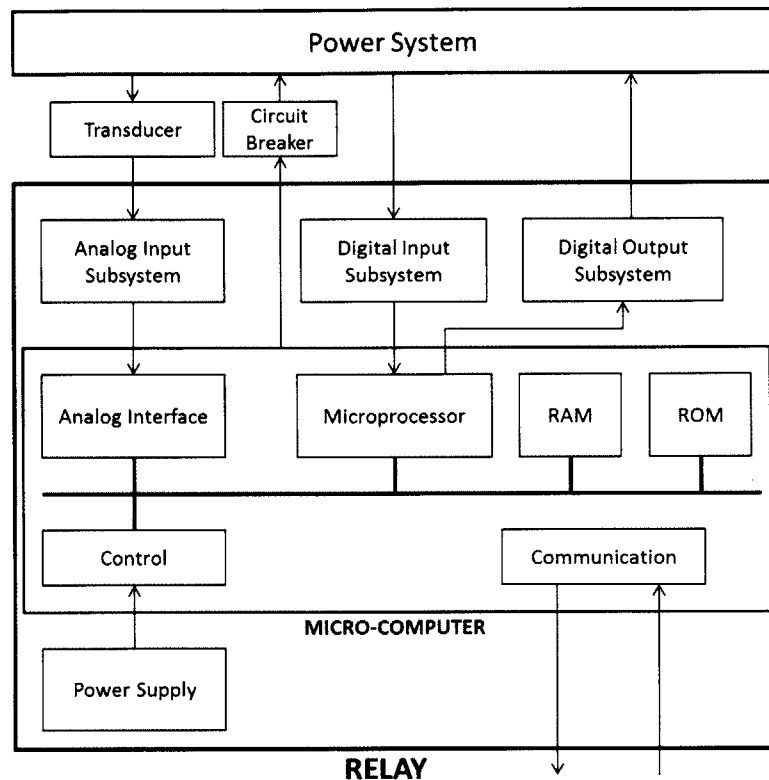 Power System
Transducer
Circuit
Breaker
Analog Input
Subsystem
Digital Input
Subsystem
Digital Output
Subsystem
Analog Interface
Microprocessor
RAM
ROM
Control
Communication
MICRO-COMPUTER
Power Supply
RELAY